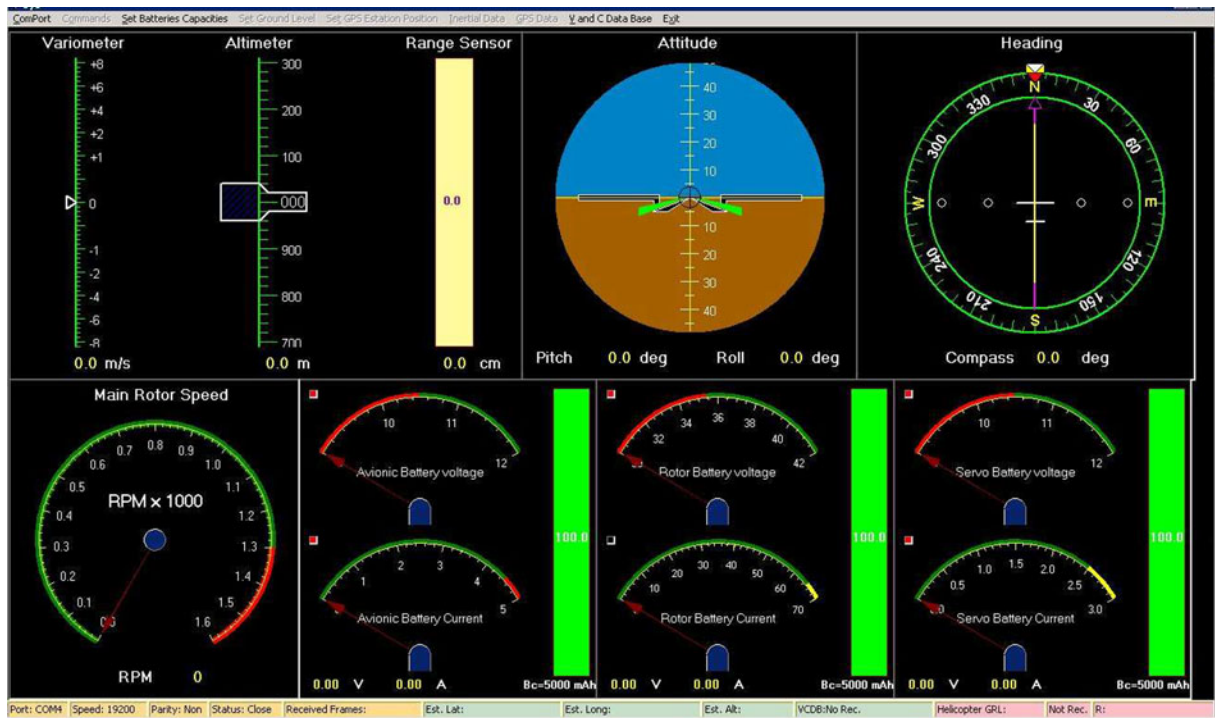 ComPort Commands Set Batteries Capacities Set Ground Level Set GPS Estation Position Inertial Data GPS Data V and C Data Base Exit
Variometer
+8
+6
+4
+2
+1
0
-1
-2
-4
-6
-8
0.0 m/s
Altimeter
300
200
100
000
900
800
700
0.0 m
Range Sensor
0.0
0.0 cm
Attitude
40
30
20
10
10
20
30
40
Pitch 0.0 deg Roll 0.0 deg
Heading
N
30
60
E
120
150
S
210
240
W
300
330
Compass 0.0 deg
Main Rotor Speed
RPM x 1000
0.1
0.2
0.3
0.4
0.5
0.6
0.7
0.8
0.9
1.0
1.1
1.2
1.3
1.4
1.5
1.6
RPM 0
10 11 12
Avionic Battery voltage
1 2 3 4 5
Avionic Battery Current
100.0
0.00 V 0.00 A Bc=5000 mAh
32 34 36 38 40 42
Rotor Battery voltage
10 20 30 40 50 60 70
Rotor Battery Current
100.0
0.00 V 0.00 A Bc=5000 mAh
10 11 12
Servo Battery voltage
0.5 1.0 1.5 2.0 2.5 3.0
Servo Battery Current
100.0
0.00 V 0.00 A Bc=5000 mAh
Port: COM4 Speed: 19200 Parity: Non Status: Close Received Frames: Est. Lat: Est. Long: Est. Alt: VCDB:No Rec. Helicopter GRL: Not Rec. R: